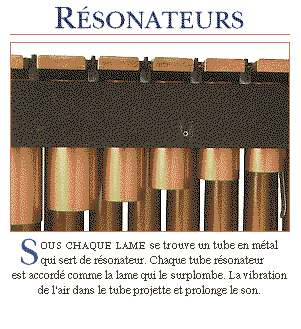 RÉSONATEURS
SOUS CHAQUE LAME se trouve un tube en métal
qui sert de résonateur. Chaque tube résonateur
est accordé comme la lame qui le surplombe. La vibration
de l'air dans le tube projette et prolonge le son.